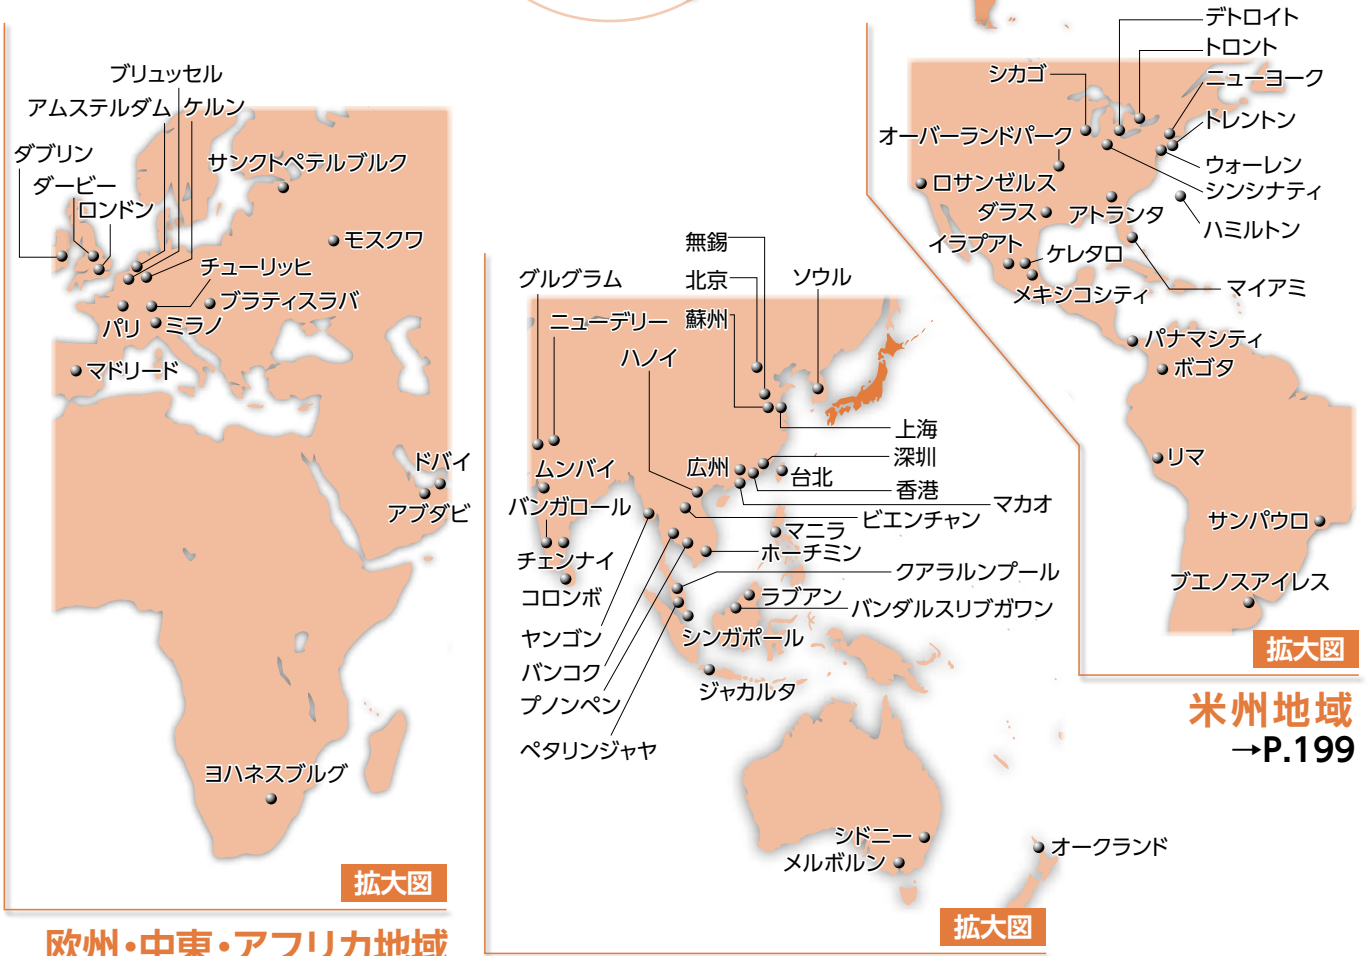 ブリュッセル
アムステルダム
ケルン
ダブリン
ダービー
ロンドン
サンクトペテルブルク
モスクワ
チューリッヒ
ブラティスラバ
パリ
ミラノ
マドリード
ドバイ
アブダビ
ヨハネスブルグ
拡大図
欧州・中東・アフリカ地域
無錫
北京
ソウル
グルグラム
ニューデリー
蘇州
ハノイ
上海
深圳
広州
台北
香港
マカオ
ムンバイ
バンガロール
ビエンチャン
マニラ
ホーチミン
チェンナイ
クアラルンプール
コロンボ
ラブアン
バンダルスリブガワン
ヤンゴン
シンガポール
バンコク
ジャカルタ
プノンペン
ペタリンジャヤ
シドニー
メルボルン
オークランド
拡大図
デトロイト
トロント
シカゴ
ニューヨーク
オーバーランドパーク
トレントン
ウォーレン
シンシナティ
ロサンゼルス
ダラス
アトランタ
ハミルトン
イラプアト
ケレタロ
メキシコシティ
マイアミ
パナマシティ
ボゴタ
リマ
サンパウロ
ブエノスアイレス
拡大図
米州地域
→P.199